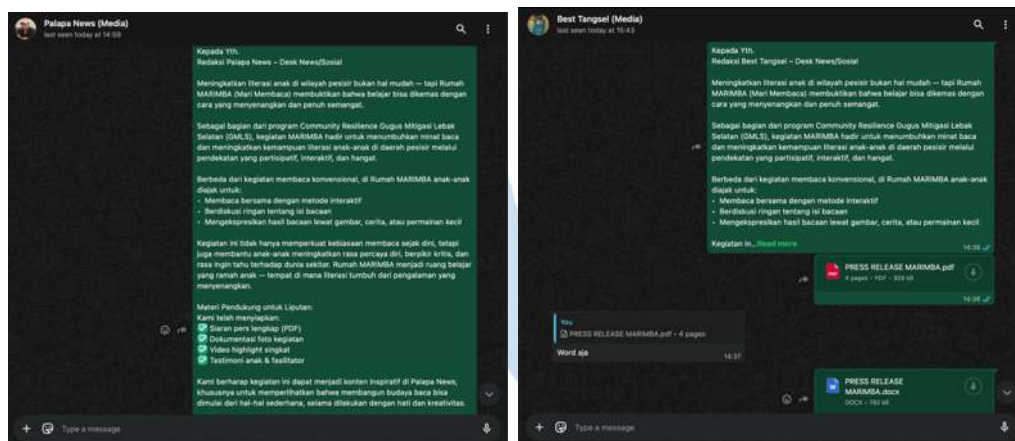 Palapa News (Media)
last seen today at 14:59
Kepada Yth.
Redaksi Palapa News – Desk News/Sosial
Meningkatkan literasi anak di wilayah pesisir bukan hal mudah — tapi Rumah
MARIMBA (Mari Membaca) membuktikan bahwa belajar bisa dikemas dengan
cara yang menyenangkan dan penuh semangat.
Sebagai bagian dari program Community Resilience Gugus Mitigasi Lebak
Selatan (GMLS), kegiatan MARIMBA hadir untuk menumbuhkan minat baca
dan meningkatkan kemampuan literasi anak-anak di daerah pesisir melalui
pendekatan yang partisipatif, interaktif, dan hangat.
Berbeda dari kegiatan membaca konvensional, di Rumah MARIMBA anak-anak
diajak untuk:
- Membaca bersama dengan metode interaktif
- Berdiskusi ringan tentang isi bacaan
- Mengekspresikan hasil bacaan lewat gambar, cerita, atau permainan kecil
Kegiatan ini tidak hanya memperkuat kebiasaan membaca sejak dini, tetapi
juga membantu anak-anak meningkatkan rasa percaya diri, berpikir kritis, dan
rasa ingin tahu terhadap dunia sekitar. Rumah MARIMBA menjadi ruang belajar
yang ramah anak — tempat di mana literasi tumbuh dari pengalaman yang
menyenangkan.
Materi Pendukung untuk Liputan:
Kami telah menyiapkan:
✅ Siaran pers lengkap (PDF)
✅ Dokumentasi foto kegiatan
✅ Video highlight singkat
✅ Testimoni anak & fasilitator
Kami berharap kegiatan ini dapat menjadi konten inspiratif di Palapa News,
khususnya untuk memperlihatkan bahwa membangun budaya baca bisa
dimulai dari hal-hal sederhana, selama dilakukan dengan hati dan kreativitas.
Type a message
Best Tangsel (Media)
last seen today at 15:43
Kepada Yth.
Redaksi Best Tangsel – Desk News/Sosial
Meningkatkan literasi anak di wilayah pesisir bukan hal mudah — tapi Rumah
MARIMBA (Mari Membaca) membuktikan bahwa belajar bisa dikemas dengan
cara yang menyenangkan dan penuh semangat.
Sebagai bagian dari program Community Resilience Gugus Mitigasi Lebak
Selatan (GMLS), kegiatan MARIMBA hadir untuk menumbuhkan minat baca
dan meningkatkan kemampuan literasi anak-anak di daerah pesisir melalui
pendekatan yang partisipatif, interaktif, dan hangat.
Berbeda dari kegiatan membaca konvensional, di Rumah MARIMBA anak-anak
diajak untuk:
- Membaca bersama dengan metode interaktif
- Berdiskusi ringan tentang isi bacaan
- Mengekspresikan hasil bacaan lewat gambar, cerita, atau permainan kecil
Kegiatan in...Read more
PRESS RELEASE MARIMBA.pdf
4 pages • PDF •
You
PRESS RELEASE MARIMBA.pdf • 4 pages
Word aja
14:37
PRESS RELEASE
MARIMBA.docx
DOCX •
Type a message